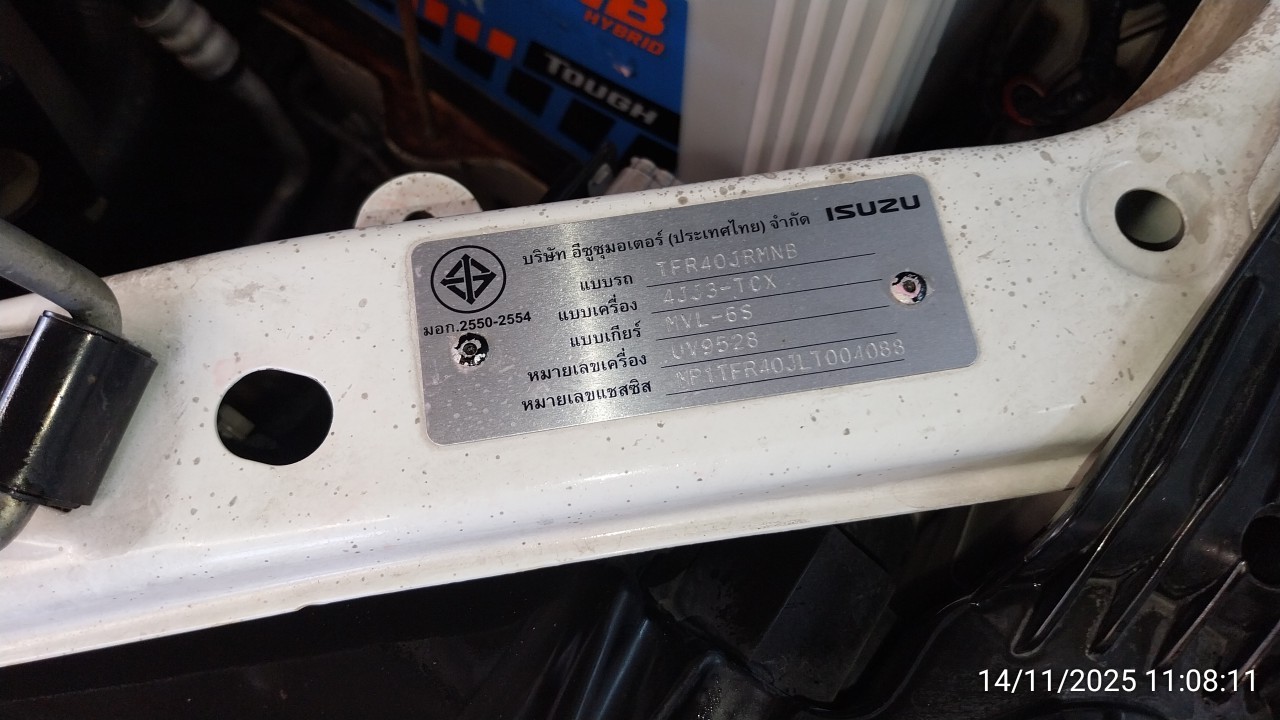 HYBRID
TOUGH
ISUZU
บริษัท อีซูซุมอเตอร์ (ประเทศไทย) จำกัด
มอก.2550-2554
แบบรถ TFR40JRMNB
แบบเครื่อง 4JJ3-TCX
แบบเกียร์ MVL-6S
หมายเลขเครื่อง UV9528
หมายเลขแชสซิส MP1TFR40JLT004088
14/11/2025 11:08:11